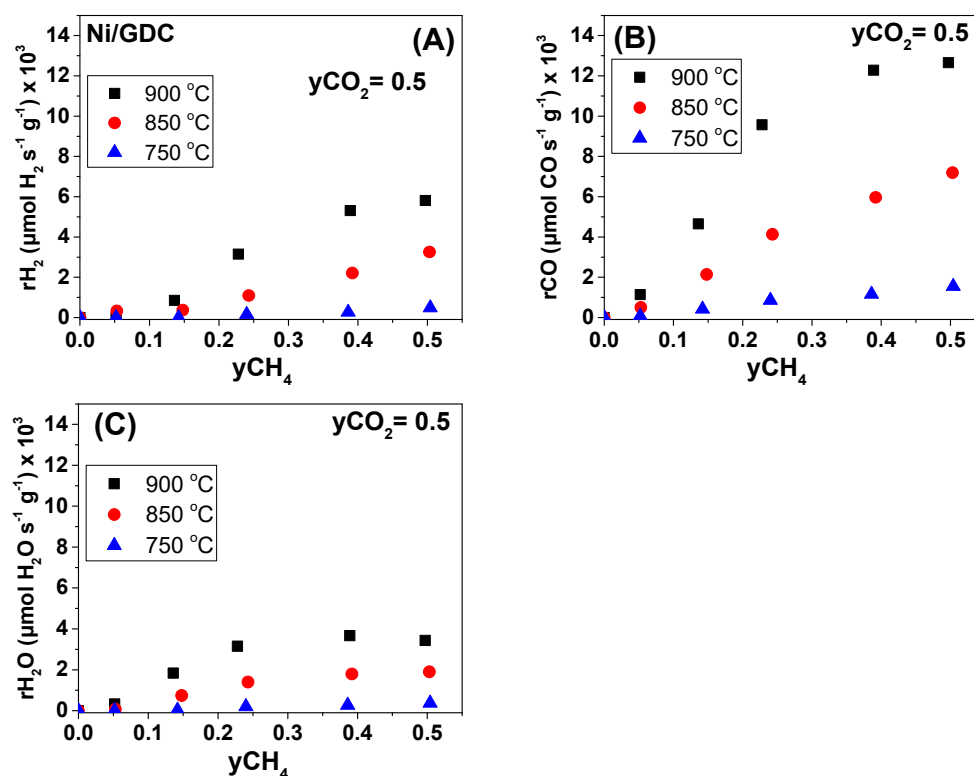 Ni/GDC
(A)
yCO₂= 0.5
900 °C
850 °C
750 °C
rH₂ (µmol H₂ s⁻¹ g⁻¹) x 10³
14
12
10
8
6
4
2
0
0.0 0.1 0.2 0.3 0.4 0.5
yCH₄
(B)
yCO₂= 0.5
900 °C
850 °C
750 °C
rCO (µmol CO s⁻¹ g⁻¹) x 10³
14
12
10
8
6
4
2
0
0.0 0.1 0.2 0.3 0.4 0.5
yCH₄
(C)
yCO₂= 0.5
900 °C
850 °C
750 °C
rH₂O (µmol H₂O s⁻¹ g⁻¹) x 10³
14
12
10
8
6
4
2
0
0.0 0.1 0.2 0.3 0.4 0.5
yCH₄